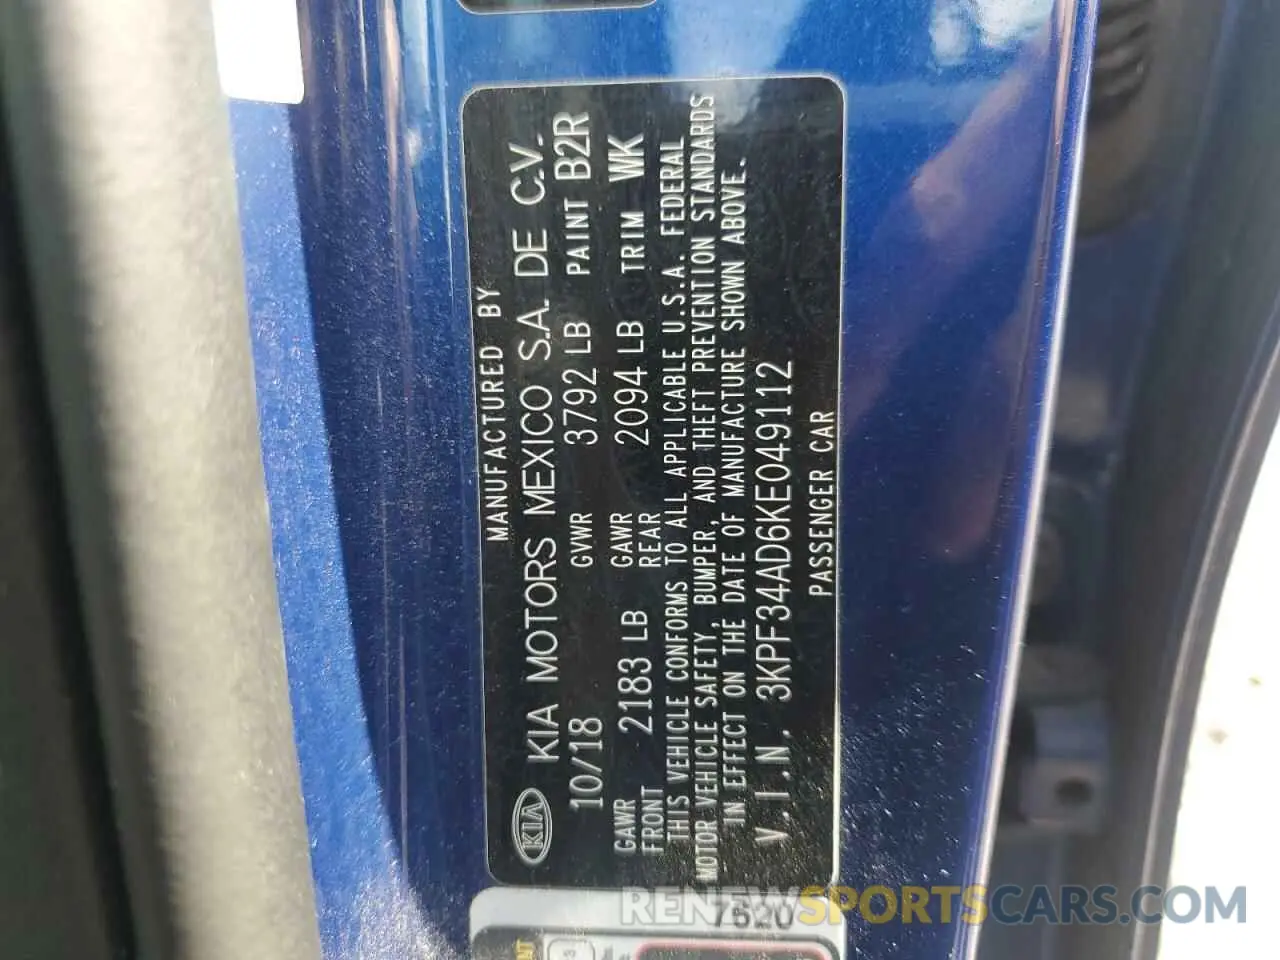 MANUFACTURED BY
KIA KIA MOTORS MEXICO S.A. DE C.V.
10/18 GVWR 3792 LB PAINT B2R
GAWR FRONT 2183 LB GAWR REAR 2094 LB TRIM WK
THIS VEHICLE CONFORMS TO ALL APPLICABLE U.S.A. FEDERAL
MOTOR VEHICLE SAFETY, BUMPER, AND THEFT PREVENTION STANDARDS
IN EFFECT ON THE DATE OF MANUFACTURE SHOWN ABOVE.
V.I.N. 3KPF34AD6KE049112
PASSENGER CAR
7520
RENEWSPORTSCARS.COM